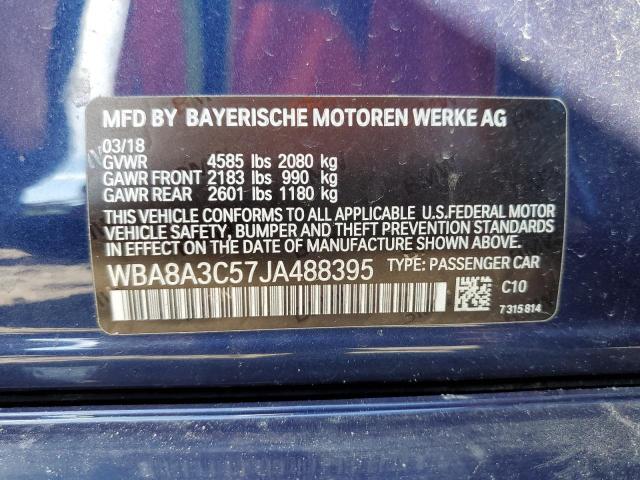 MFD BY BAYERISCHE MOTOREN WERKE AG
03/18
GVWR 4585 lbs 2080 kg
GAWR FRONT 2183 lbs 990 kg
GAWR REAR 2601 lbs 1180 kg
THIS VEHICLE CONFORMS TO ALL APPLICABLE U.S.FEDERAL MOTOR
VEHICLE SAFETY, BUMPER AND THEFT PREVENTION STANDARDS
IN EFFECT ON THE DATE OF MANUFACTURE SHOWN ABOVE.
WBA8A3C57JA488395 TYPE: PASSENGER CAR
C10
7315814